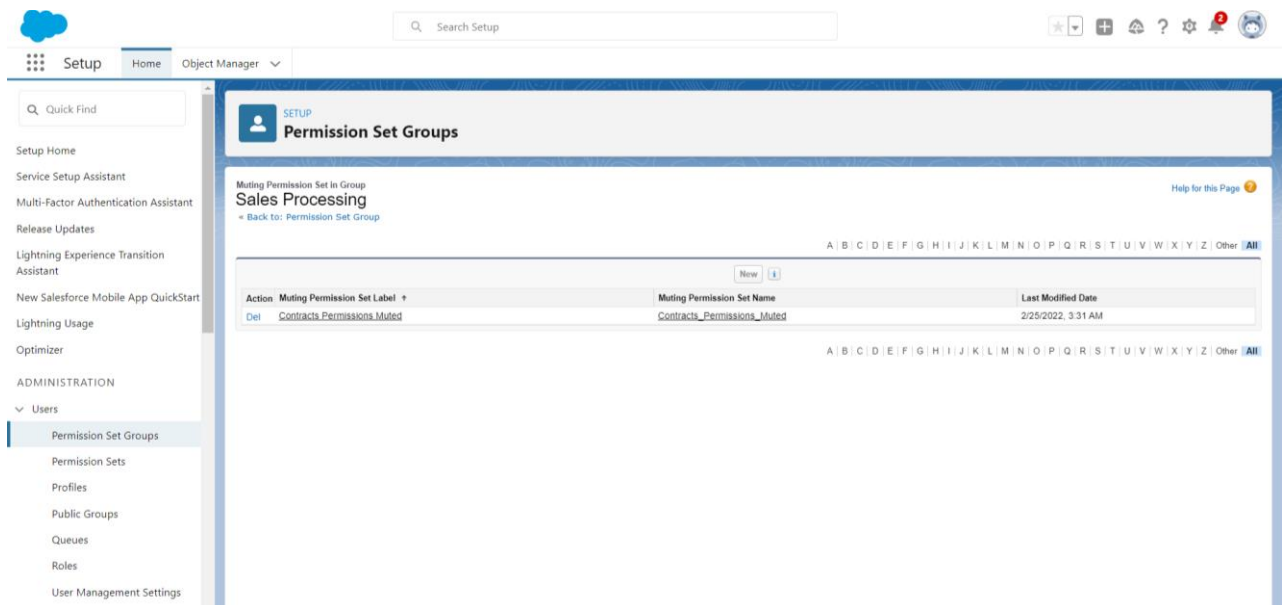 Search Setup
2
Setup Home Object Manager
Quick Find
Setup Home
Service Setup Assistant
Multi-Factor Authentication Assistant
Release Updates
Lightning Experience Transition
Assistant
New Salesforce Mobile App QuickStart
Lightning Usage
Optimizer
ADMINISTRATION
Users
Permission Set Groups
Permission Sets
Profiles
Public Groups
Queues
Roles
User Management Settings
SETUP
Permission Set Groups
Muting Permission Set in Group
Sales Processing
« Back to: Permission Set Group
Help for this Page
A | B | C | D | E | F | G | H | I | J | K | L | M | N | O | P | Q | R | S | T | U | V | W | X | Y | Z | Other All
New i
Action Muting Permission Set Label ↑ Muting Permission Set Name Last Modified Date
Del Contracts Permissions Muted Contracts_Permissions_Muted 2/25/2022, 3:31 AM
A | B | C | D | E | F | G | H | I | J | K | L | M | N | O | P | Q | R | S | T | U | V | W | X | Y | Z | Other All